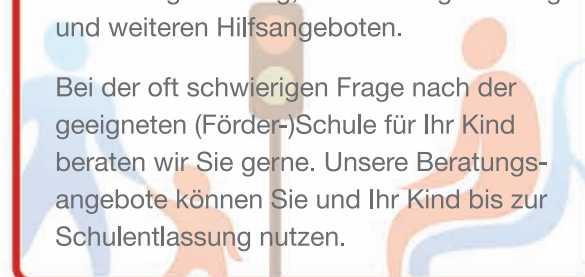 und weiteren Hilfsangeboten.
Bei der oft schwierigen Frage nach der
geeigneten (Förder-)Schule für Ihr Kind
beraten wir Sie gerne. Unsere Beratungs-
angebote können Sie und Ihr Kind bis zur
Schulentlassung nutzen.